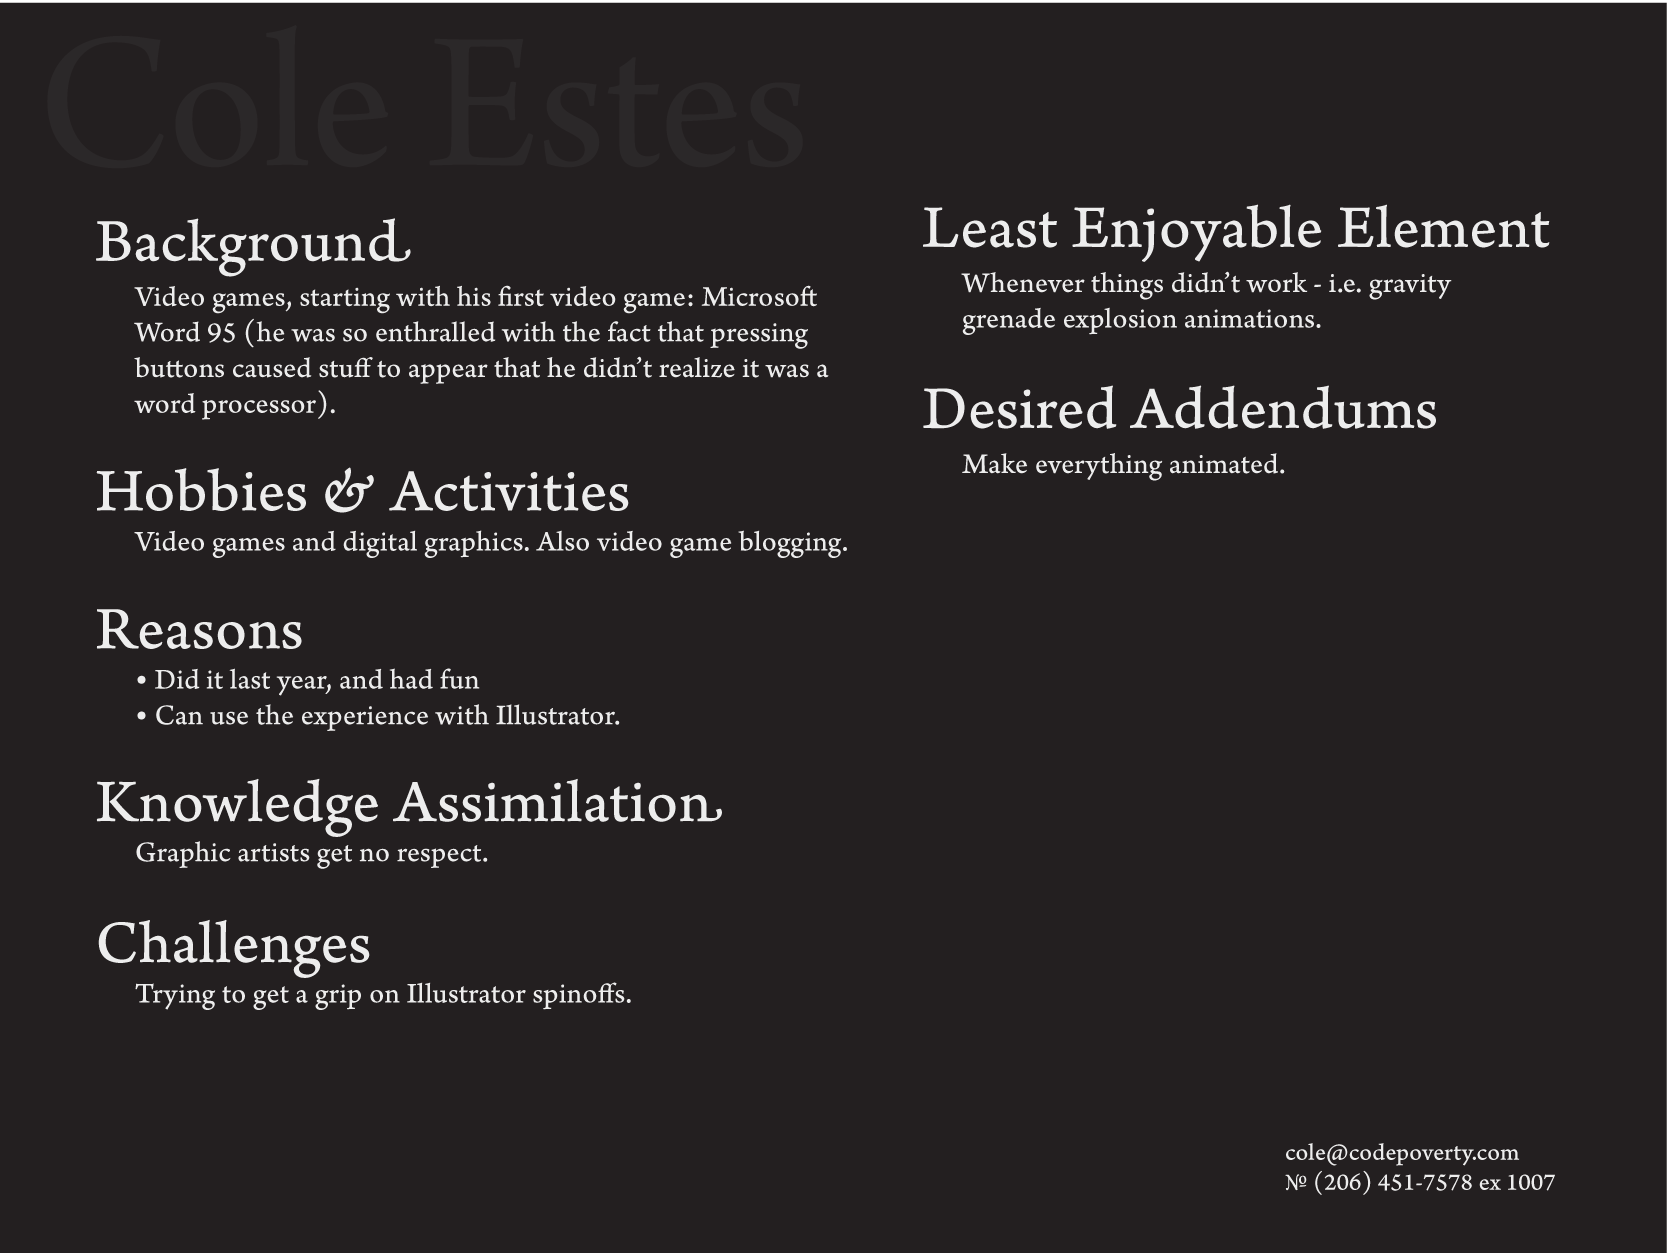 Cole Estes
Background
Video games, starting with his first video game: Microsoft
Word 95 (he was so enthralled with the fact that pressing
buttons caused stuff to appear that he didn’t realize it was a
word processor).
Hobbies & Activities
Video games and digital graphics. Also video game blogging.
Reasons
• Did it last year, and had fun
• Can use the experience with Illustrator.
Knowledge Assimilation
Graphic artists get no respect.
Challenges
Trying to get a grip on Illustrator spinoffs.
Least Enjoyable Element
Whenever things didn’t work - i.e. gravity
grenade explosion animations.
Desired Addendums
Make everything animated.
cole@codepoverty.com
№ (206) 451-7578 ex 1007